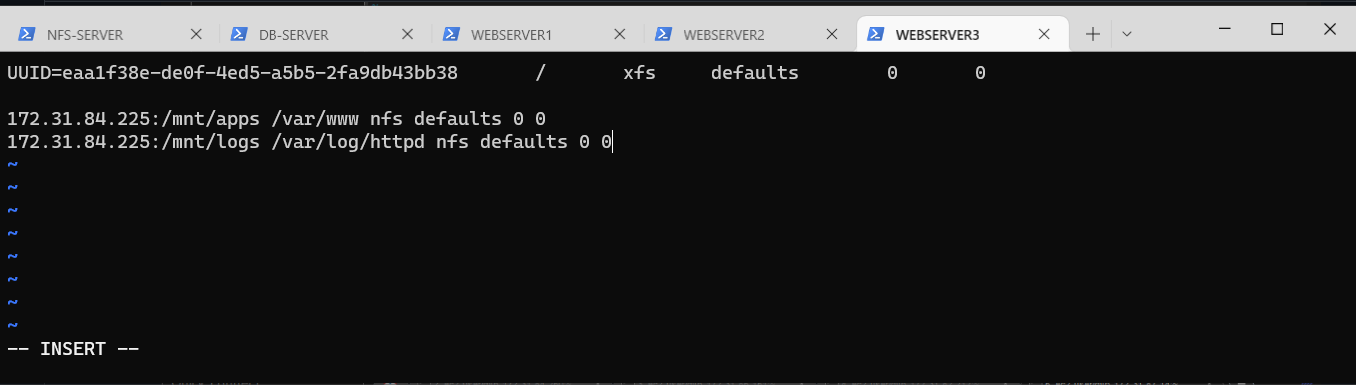 NFS-SERVER DB-SERVER WEBSERVER1 WEBSERVER2 WEBSERVER3
UUID=eaa1f38e-de0f-4ed5-a5b5-2fa9db43bb38 / xfs defaults 0 0
172.31.84.225:/mnt/apps /var/www nfs defaults 0 0
172.31.84.225:/mnt/logs /var/log/httpd nfs defaults 0 0
~
~
~
~
~
~
~
~
-- INSERT --